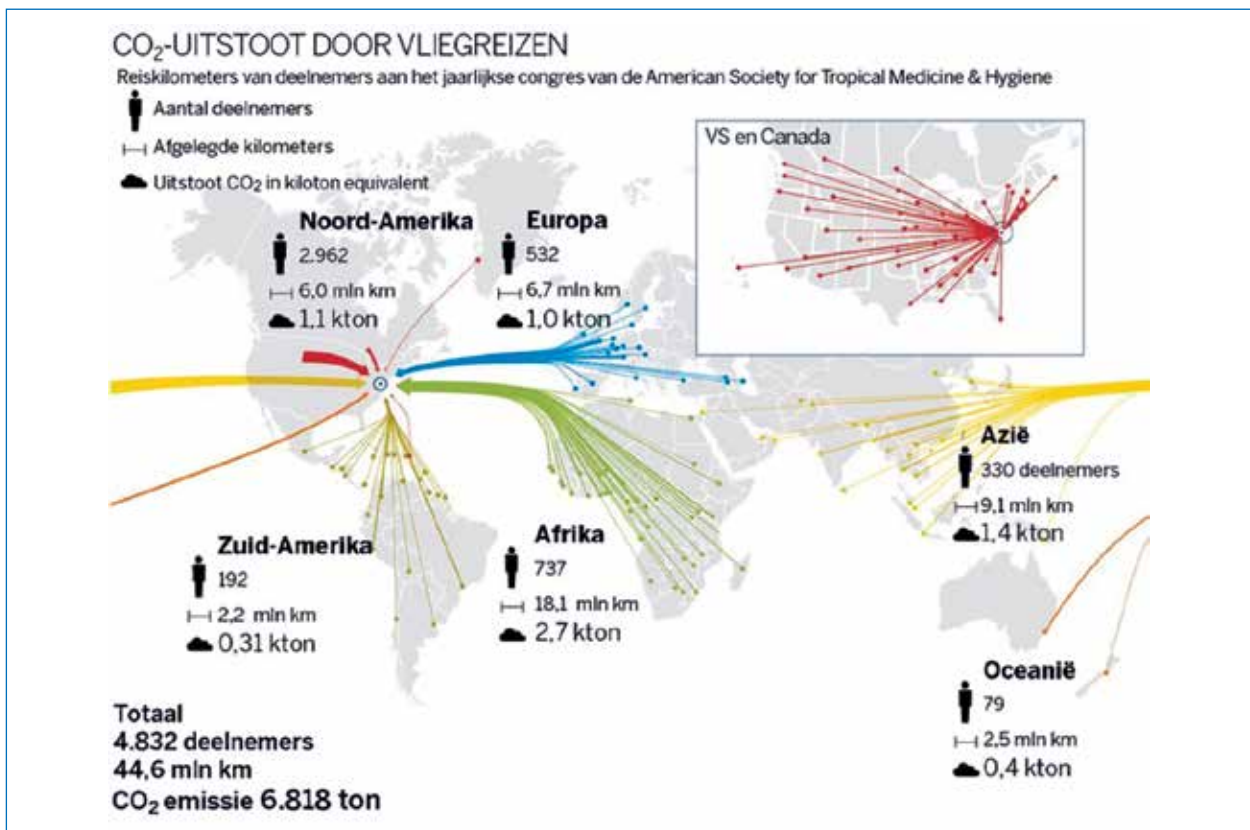 CO₂-UITSTOOT DOOR VLIEGREIZEN
Reiskilometers van deelnemers aan het jaarlijkse congres van de American Society for Tropical Medicine & Hygiene
Aantal deelnemers
Afgelegde kilometers
Uitstoot CO₂ in kiloton equivalent
VS en Canada
Noord-Amerika
2.962
6,0 mln km
1,1 kton
Europa
532
6,7 mln km
1,0 kton
Azië
330 deelnemers
9,1 mln km
1,4 kton
Zuid-Amerika
192
2,2 mln km
0,31 kton
Afrika
737
18,1 mln km
2,7 kton
Oceanië
79
2,5 mln km
0,4 kton
Totaal
4.832 deelnemers
44,6 mln km
CO₂ emissie 6.818 ton